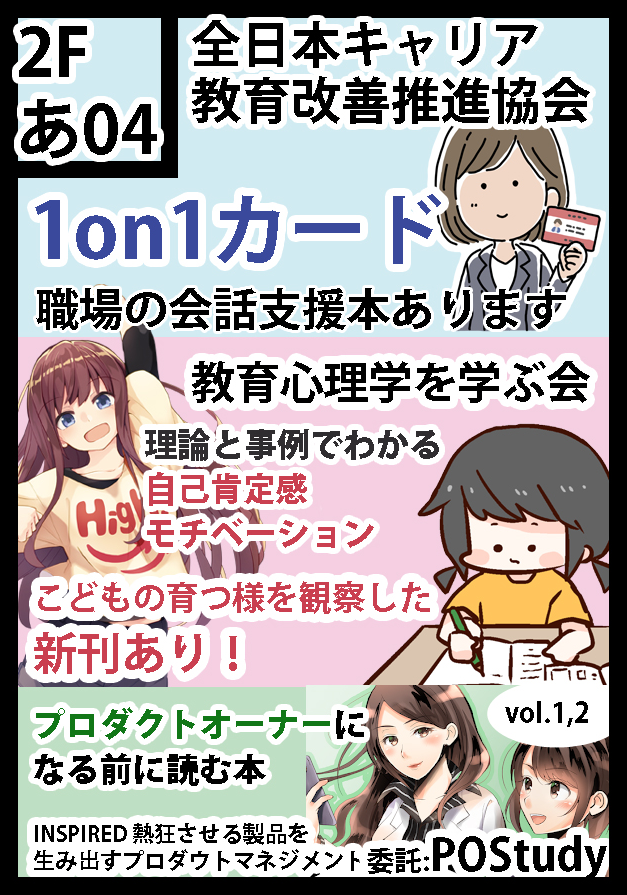 2F
あ04
全日本キャリア
教育改善推進協会
1on1カード
職場の会話支援本あります
教育心理学を学ぶ会
理論と事例でわかる
自己肯定感
モチベーション
High
こどもの育つ様を観察した
新刊あり！
プロダクトオーナーに
なる前に読む本
vol.1,2
INSPIRED 熱狂させる製品を
生み出すプロダウトマネジメント
委託:POStudy